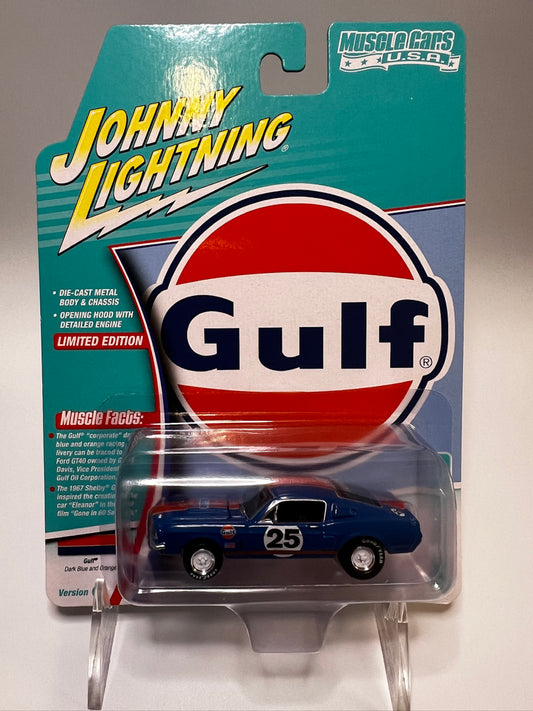 Muscle Cars
U.S.A.
JOHNNY
LIGHTNING®
• DIE-CAST METAL
BODY & CHASSIS
• OPENING HOOD WITH
DETAILED ENGINE
LIMITED EDITION
Gulf®
Muscle Facts:
• The Gulf® "corporate"
blue and orange racing
livery can be traced to
Ford GT40 owned by
Davis, Vice President
Gulf Oil Corporation
• The 1967 Shelby
inspired the
car "Eleanor" in the
film "Gone in 60
Gulf
25
Gulf®
Dark Blue and Orange
Version